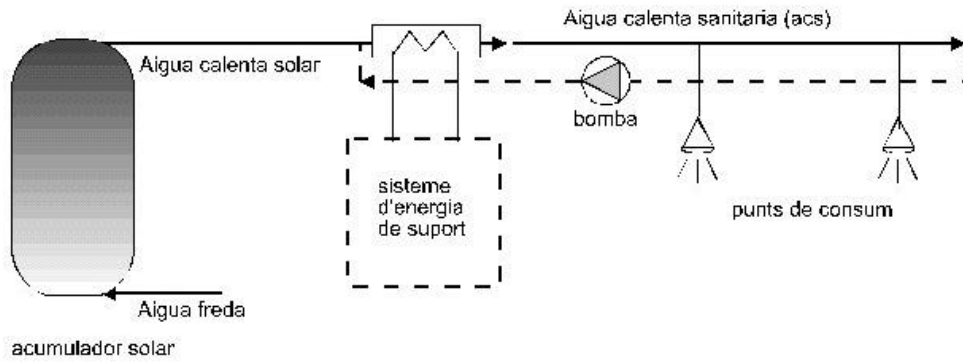 Aigua calenta sanitaria (acs)
Aigua calenta solar
bomba
sisteme
d'energia
de suport
punts de consum
Aigua freda
acumulador solar